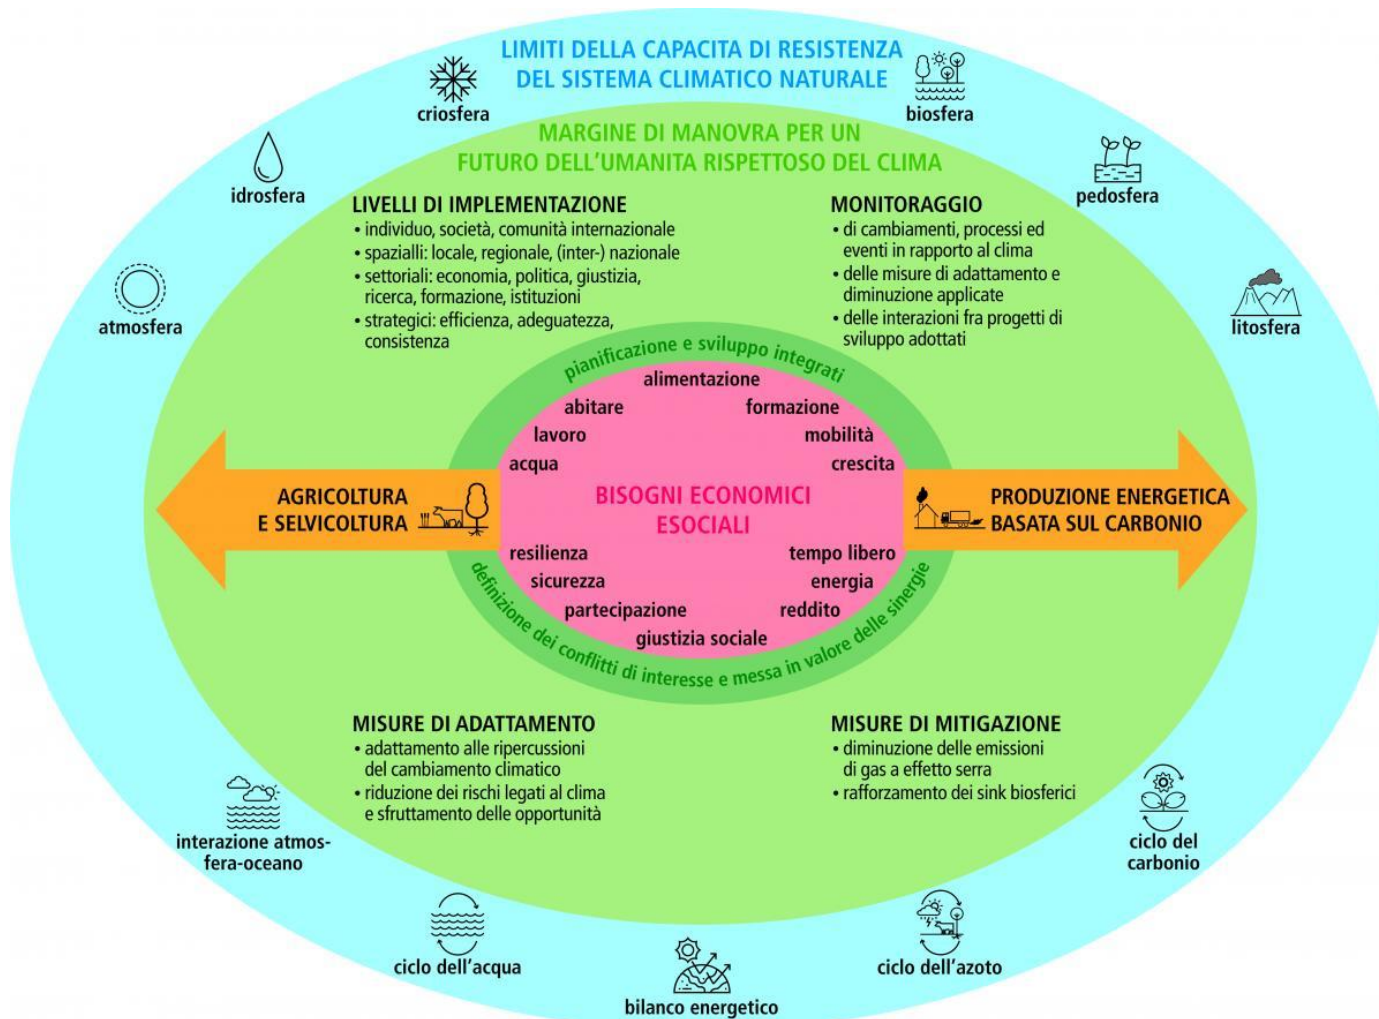 LIMITI DELLA CAPACITA DI RESISTENZA
DEL SISTEMA CLIMATICO NATURALE
criosfera
biosfera
idrosfera
pedosfera
atmosfera
litosfera
MARGINE DI MANOVRA PER UN
FUTURO DELL'UMANITA RISPETTOSO DEL CLIMA
LIVELLI DI IMPLEMENTAZIONE
• individuo, società, comunità internazionale
• spazialli: locale, regionale, (inter-) nazionale
• settoriali: economia, politica, giustizia,
ricerca, formazione, istituzioni
• strategici: efficienza, adeguatezza,
consistenza
MONITORAGGIO
• di cambiamenti, processi ed
eventi in rapporto al clima
• delle misure di adattamento e
diminuzione applicate
• delle interazioni fra progetti di
sviluppo adottati
pianificazione e sviluppo integrati
alimentazione
abitare
formazione
lavoro
mobilità
acqua
crescita
AGRICOLTURA
E SELVICOLTURA
BISOGNI ECONOMICI
ESOCIALI
PRODUZIONE ENERGETICA
BASATA SUL CARBONIO
resilienza
tempo libero
sicurezza
energia
partecipazione
reddito
giustizia sociale
definizione dei conflitti di interesse e messa in valore delle sinergie
MISURE DI ADATTAMENTO
• adattamento alle ripercussioni
del cambiamento climatico
• riduzione dei rischi legati al clima
e sfruttamento delle opportunità
MISURE DI MITIGAZIONE
• diminuzione delle emissioni
di gas a effetto serra
• rafforzamento dei sink biosferici
interazione atmos-
fera-oceano
ciclo del
carbonio
ciclo dell'acqua
ciclo dell'azoto
bilanco energetico